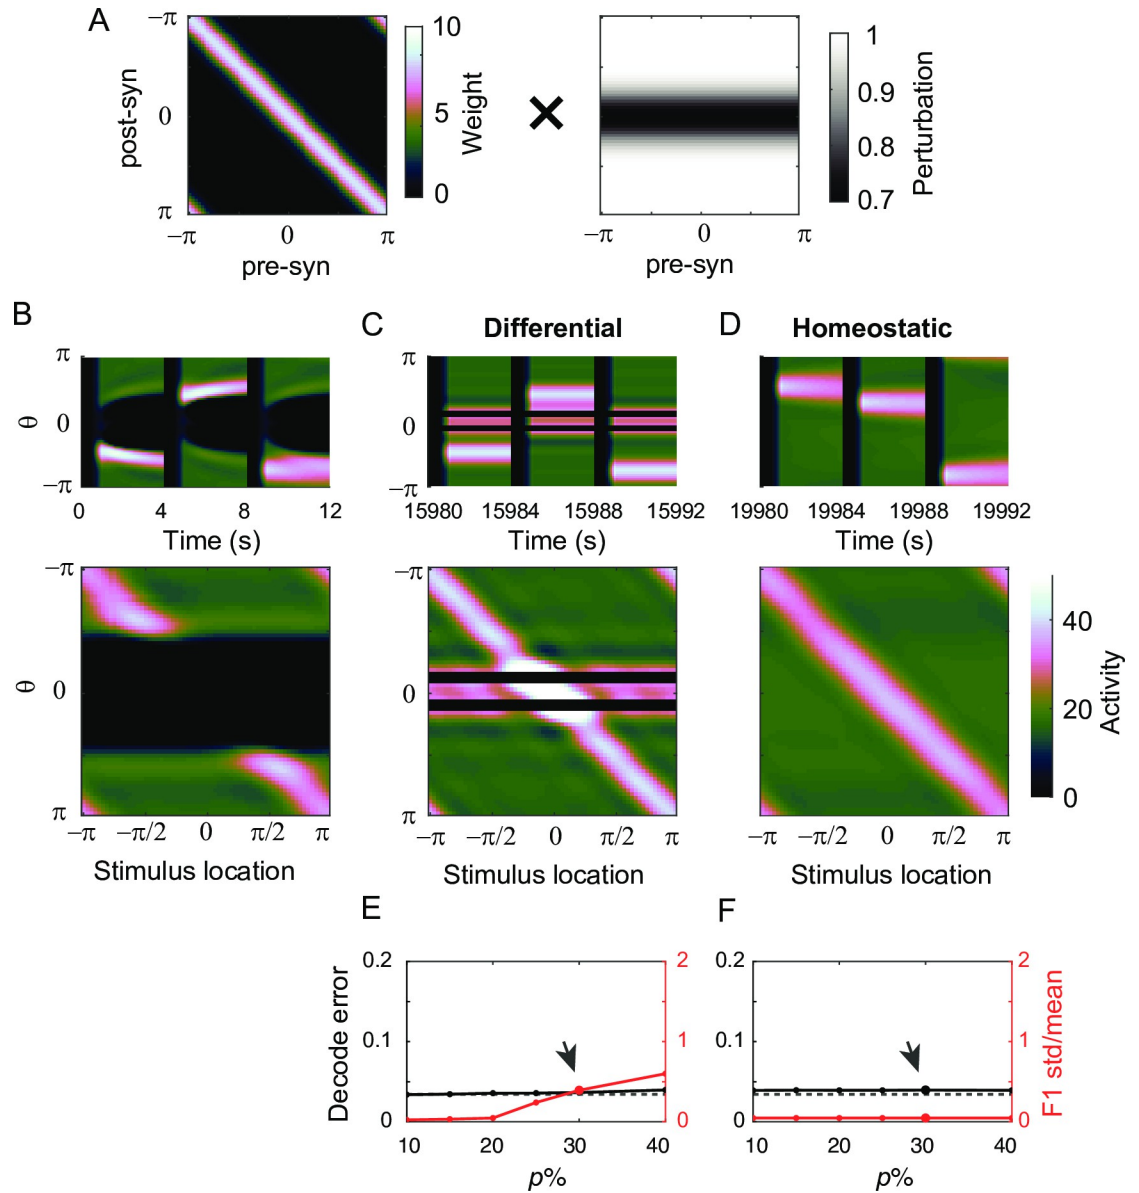 A
−π
0
π
post-syn
−π
0
π
pre-syn
10
5
0
Weight
×
−π
0
π
pre-syn
1
0.9
0.8
0.7
Perturbation
B
C
Differential
D
Homeostatic
π
0
−π
θ
0
4
8
12
Time (s)
π
0
−π
15980
15984
15988
15992
Time (s)
19980
19984
19988
19992
Time (s)
−π
0
π
θ
−π
−π/2
0
π/2
π
Stimulus location
−π
0
π
−π
−π/2
0
π/2
π
Stimulus location
−π
−π/2
0
π/2
π
Stimulus location
40
20
0
Activity
E
0.2
0.1
0
Decode error
2
1
0
10
20
30
40
p%
F
0.2
0.1
0
2
1
0
F1 std/mean
10
20
30
40
p%